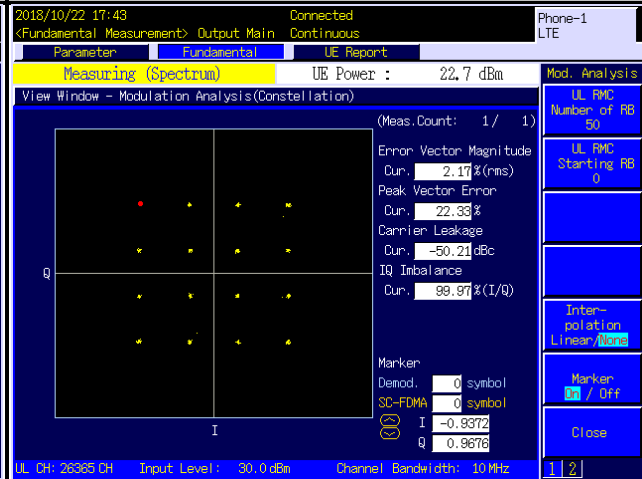 2018/10/22 17:43 Connected Phone-1
<Fundamental Measurement> Output Main Continuous LTE
Parameter Fundamental UE Report
Measuring (Spectrum) UE Power : 22.7 dBm Mod. Analysis
View Window - Modulation Analysis(Constellation)
(Meas.Count: 1/ 1)
Error Vector Magnitude
Cur. 2.17 %(rms)
Peak Vector Error
Cur. 22.33 %
Carrier Leakage
Cur. -50.21 dBc
IQ Imbalance
Cur. 99.97 %(I/Q)
Q
I
Marker
Demod. 0 symbol
SC-FDMA 0 symbol
I -0.9372
Q 0.9676
UL RMC
Number of RB
50
UL RMC
Starting RB
0
Inter-
polation
Linear/None
Marker
On / Off
Close
UL CH: 26365 CH Input Level: 30.0 dBm Channel Bandwidth: 10 MHz 1 2